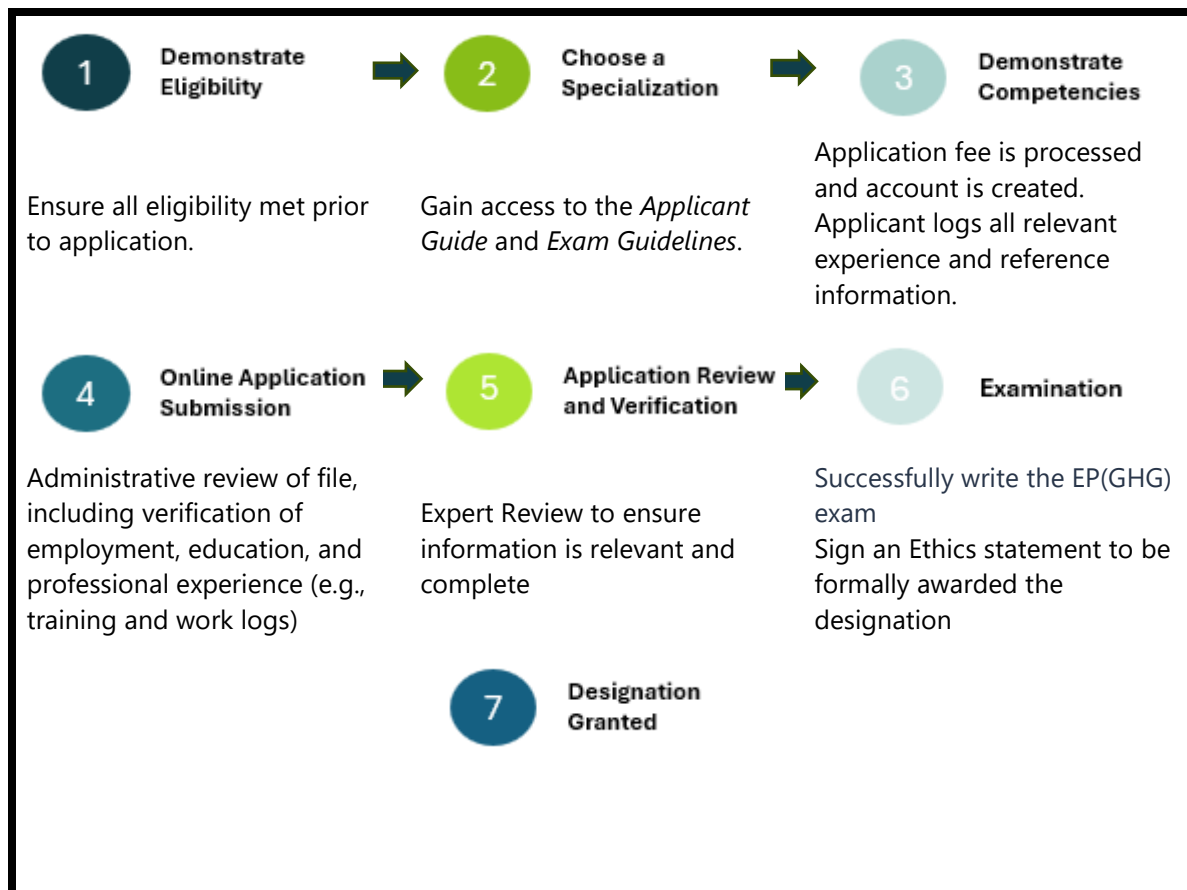 1
Demonstrate
Eligibility
Ensure all eligibility met prior
to application.
2
Choose a
Specialization
Gain access to the Applicant
Guide and Exam Guidelines.
3
Demonstrate
Competencies
Application fee is processed
and account is created.
Applicant logs all relevant
experience and reference
information.
4
Online Application
Submission
Administrative review of file,
including verification of
employment, education, and
professional experience (e.g.,
training and work logs)
5
Application Review
and Verification
Expert Review to ensure
information is relevant and
complete
6
Examination
Successfully write the EP(GHG)
exam
Sign an Ethics statement to be
formally awarded the
designation
7
Designation
Granted